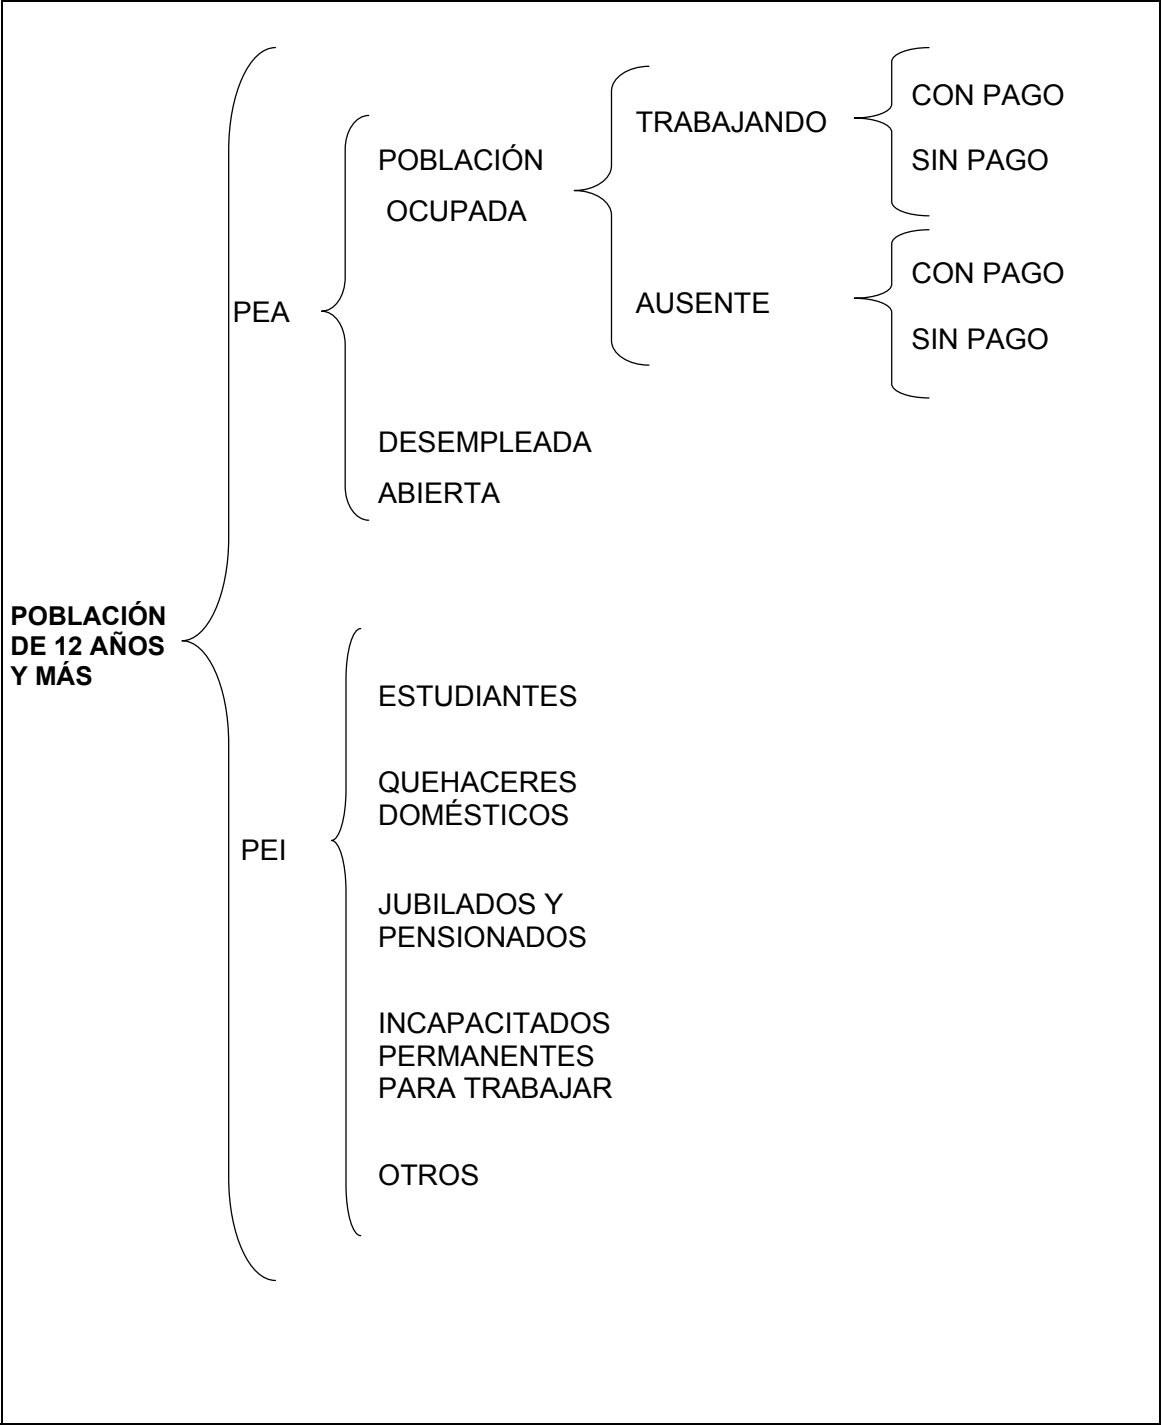 CON PAGO
TRABAJANDO
SIN PAGO
POBLACIÓN
OCUPADA
CON PAGO
AUSENTE
SIN PAGO
PEA
DESEMPLEADA
ABIERTA
POBLACIÓN
DE 12 AÑOS
Y MÁS
ESTUDIANTES
QUEHACERES
DOMÉSTICOS
PEI
JUBILADOS Y
PENSIONADOS
INCAPACITADOS
PERMANENTES
PARA TRABAJAR
OTROS